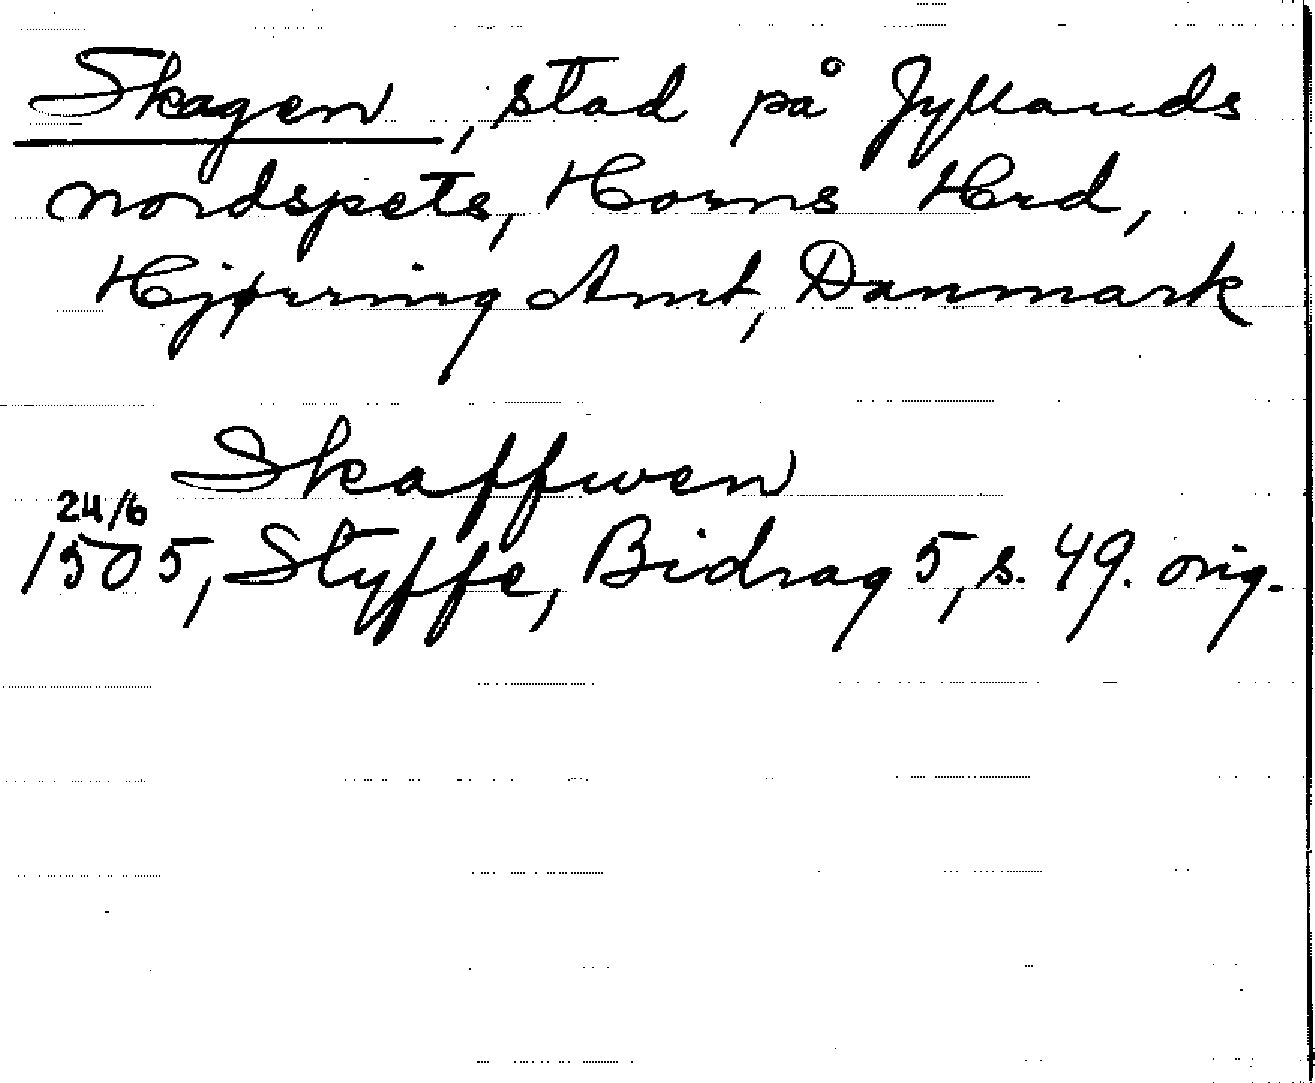 Skagen, stad på Jyllands
nordspets, Horns Hrd,
Hjørring Amt, Danmark
Skaffwen
24/6
1505, Styffe, Bidrag 5, s. 49. orig.